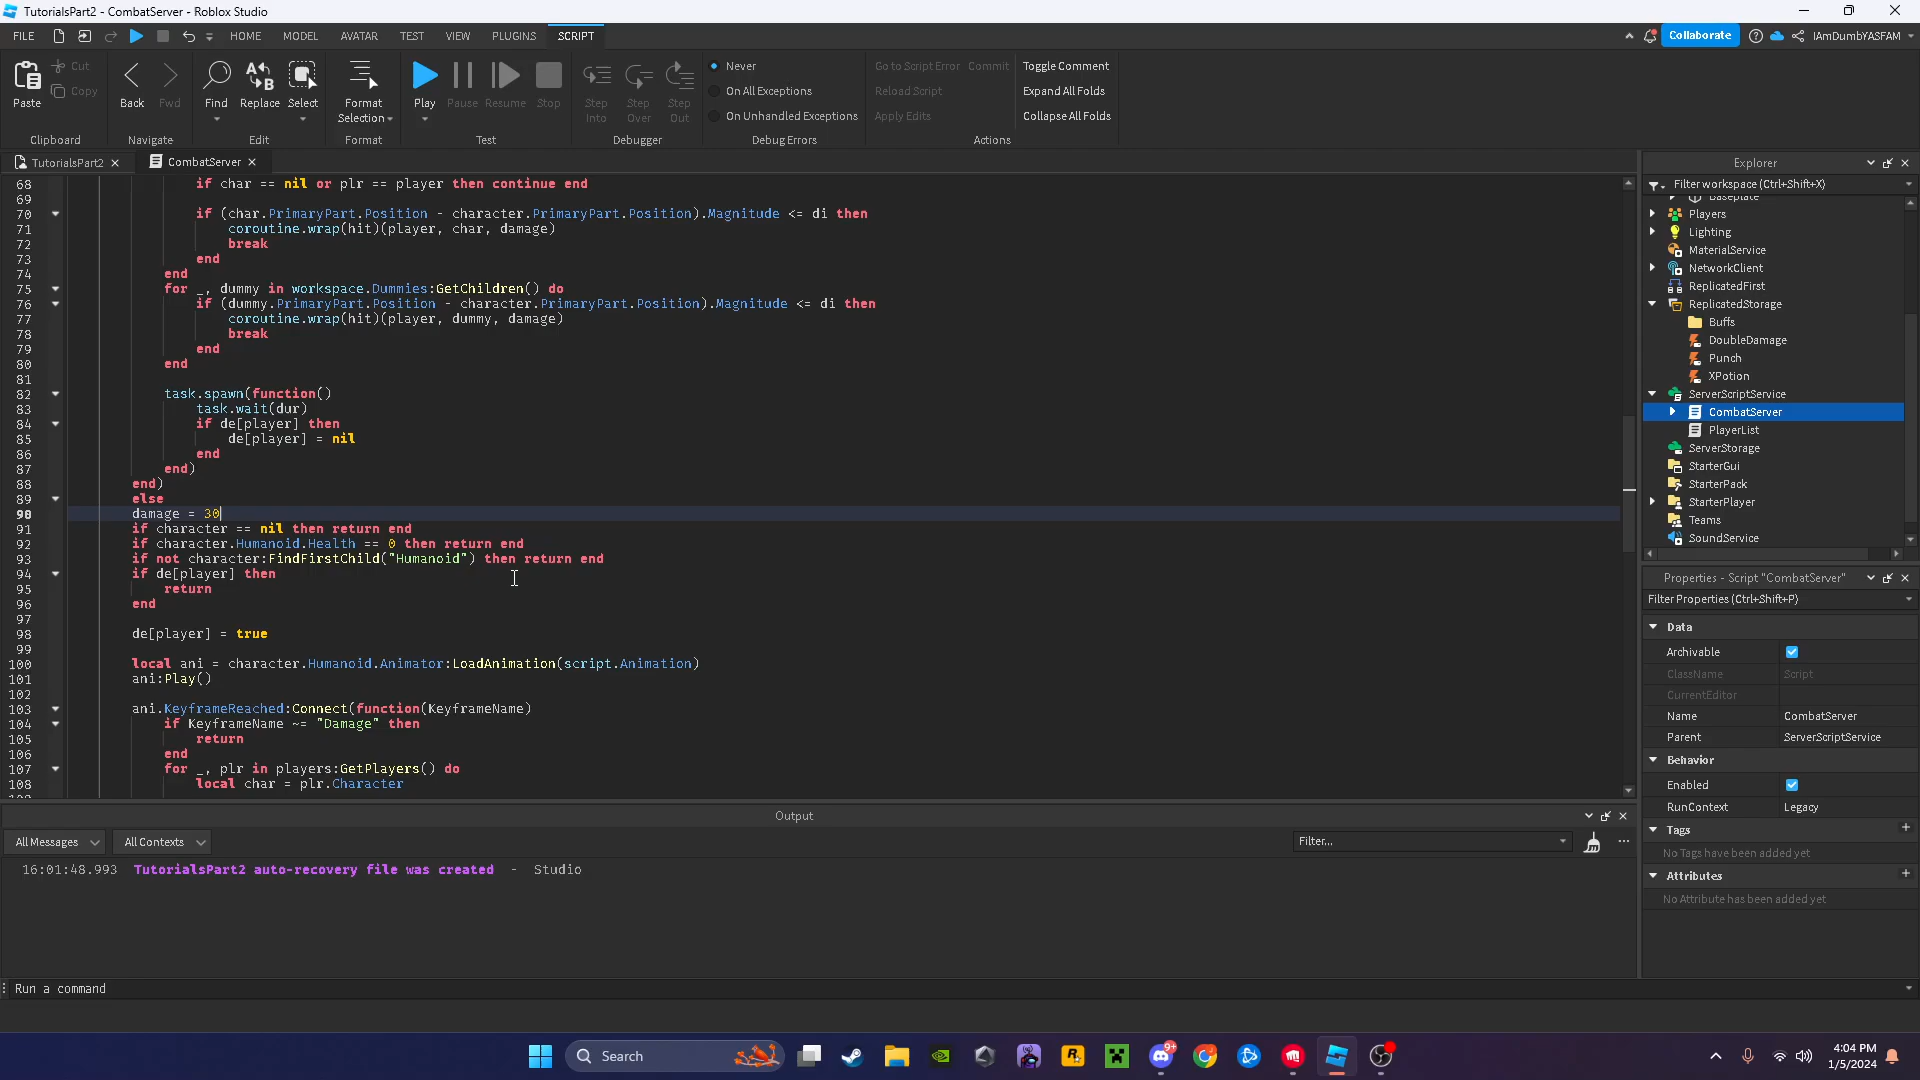 TutorialsPart2 - CombatServer - Roblox Studio
FILE HOME MODEL AVATAR TEST VIEW PLUGINS SCRIPT Collaborate IAmDumbYASFAM
Paste Cut Copy Back Fwd Find Replace Select Format Selection Play Pause Resume Stop Step Into Step Over Step Out
Never Go to Script Error Commit Toggle Comment
On All Exceptions Reload Script Expand All Folds
On Unhandled Exceptions Apply Edits Collapse All Folds
Clipboard Navigate Edit Format Test Debugger Debug Errors Actions
TutorialsPart2 CombatServer
68 if char == nil or plr == player then continue end
69
70 if (char.PrimaryPart.Position - character.PrimaryPart.Position).Magnitude <= di then
71 coroutine.wrap(hit)(player, char, damage)
72 break
73 end
74 end
75 for _, dummy in workspace.Dummies:GetChildren() do
76 if (dummy.PrimaryPart.Position - character.PrimaryPart.Position).Magnitude <= di then
77 coroutine.wrap(hit)(player, dummy, damage)
78 break
79 end
80 end
81
82 task.spawn(function()
83 task.wait(dur)
84 if de[player] then
85 de[player] = nil
86 end
87 end)
88 end)
89 else
90 damage = 30
91 if character == nil then return end
92 if character.Humanoid.Health == 0 then return end
93 if not character:FindFirstChild("Humanoid") then return end
94 if de[player] then
95 return
96 end
97
98 de[player] = true
99
100 local ani = character.Humanoid.Animator:LoadAnimation(script.Animation)
101 ani:Play()
102
103 ani.KeyframeReached:Connect(function(KeyframeName)
104 if KeyframeName ~= "Damage" then
105 return
106 end
107 for _, plr in players:GetPlayers() do
108 local char = plr.Character
Explorer
Filter workspace (Ctrl+Shift+X)
Baseplate
Players
Lighting
MaterialService
NetworkClient
ReplicatedFirst
ReplicatedStorage
Buffs
DoubleDamage
Punch
XPotion
ServerScriptService
CombatServer
PlayerList
ServerStorage
StarterGui
StarterPack
StarterPlayer
Teams
SoundService
Properties - Script "CombatServer"
Filter Properties (Ctrl+Shift+P)
Data
Archivable
ClassName Script
CurrentEditor
Name CombatServer
Parent ServerScriptService
Behavior
Enabled
RunContext Legacy
Tags
No Tags have been added yet
Attributes
No Attribute has been added yet
Output
All Messages All Contexts Filter...
16:01:48.993 TutorialsPart2 auto-recovery file was created - Studio
Run a command
Search
9+
4:04 PM
1/5/2024